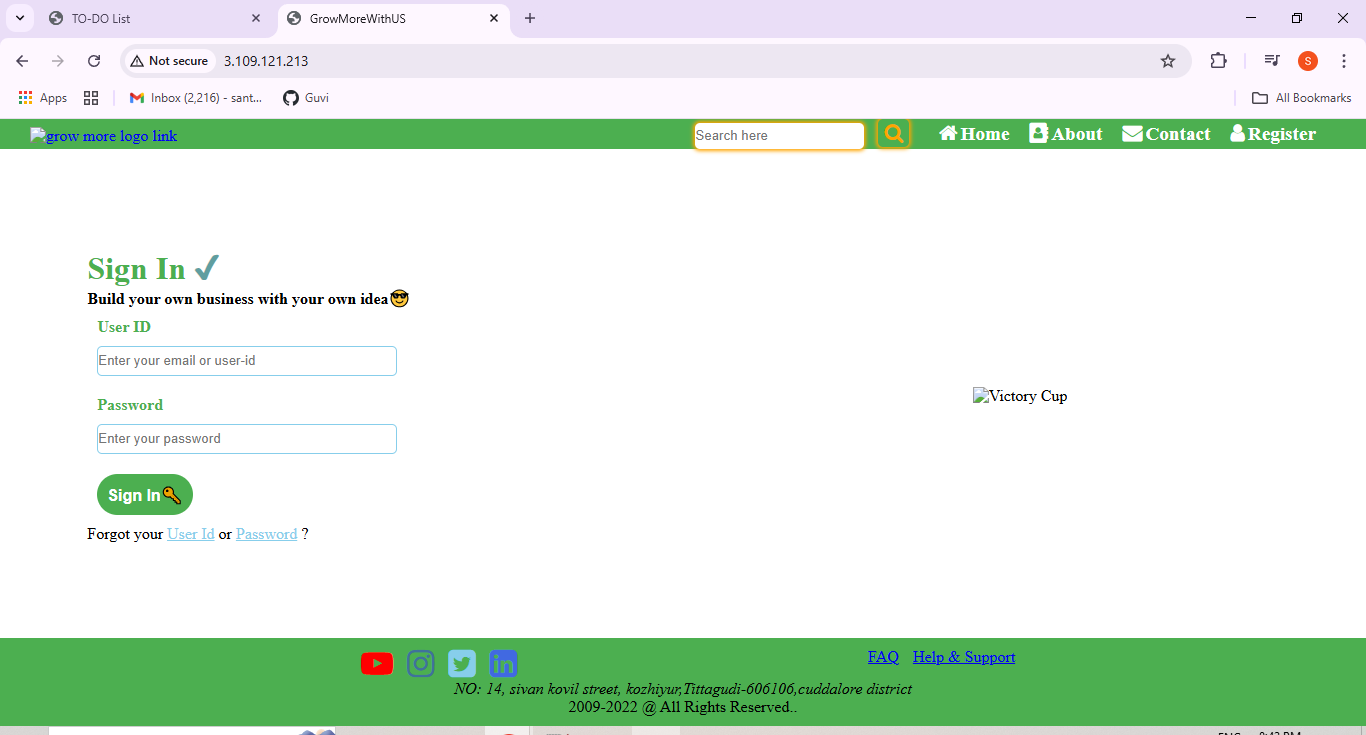 TO-DO List
GrowMoreWithUS
Not secure
3.109.121.213
S
Apps
Inbox (2,216) - sant...
Guvi
All Bookmarks
grow more logo link
Search here
Home
About
Contact
Register
Sign In ✔
Build your own business with your own idea😎
User ID
Enter your email or user-id
Password
Enter your password
Sign In🔑
Forgot your User Id or Password ?
Victory Cup
in
FAQ
Help & Support
NO: 14, sivan kovil street, kozhiyur,Tittagudi-606106,cuddalore district
2009-2022 @ All Rights Reserved..